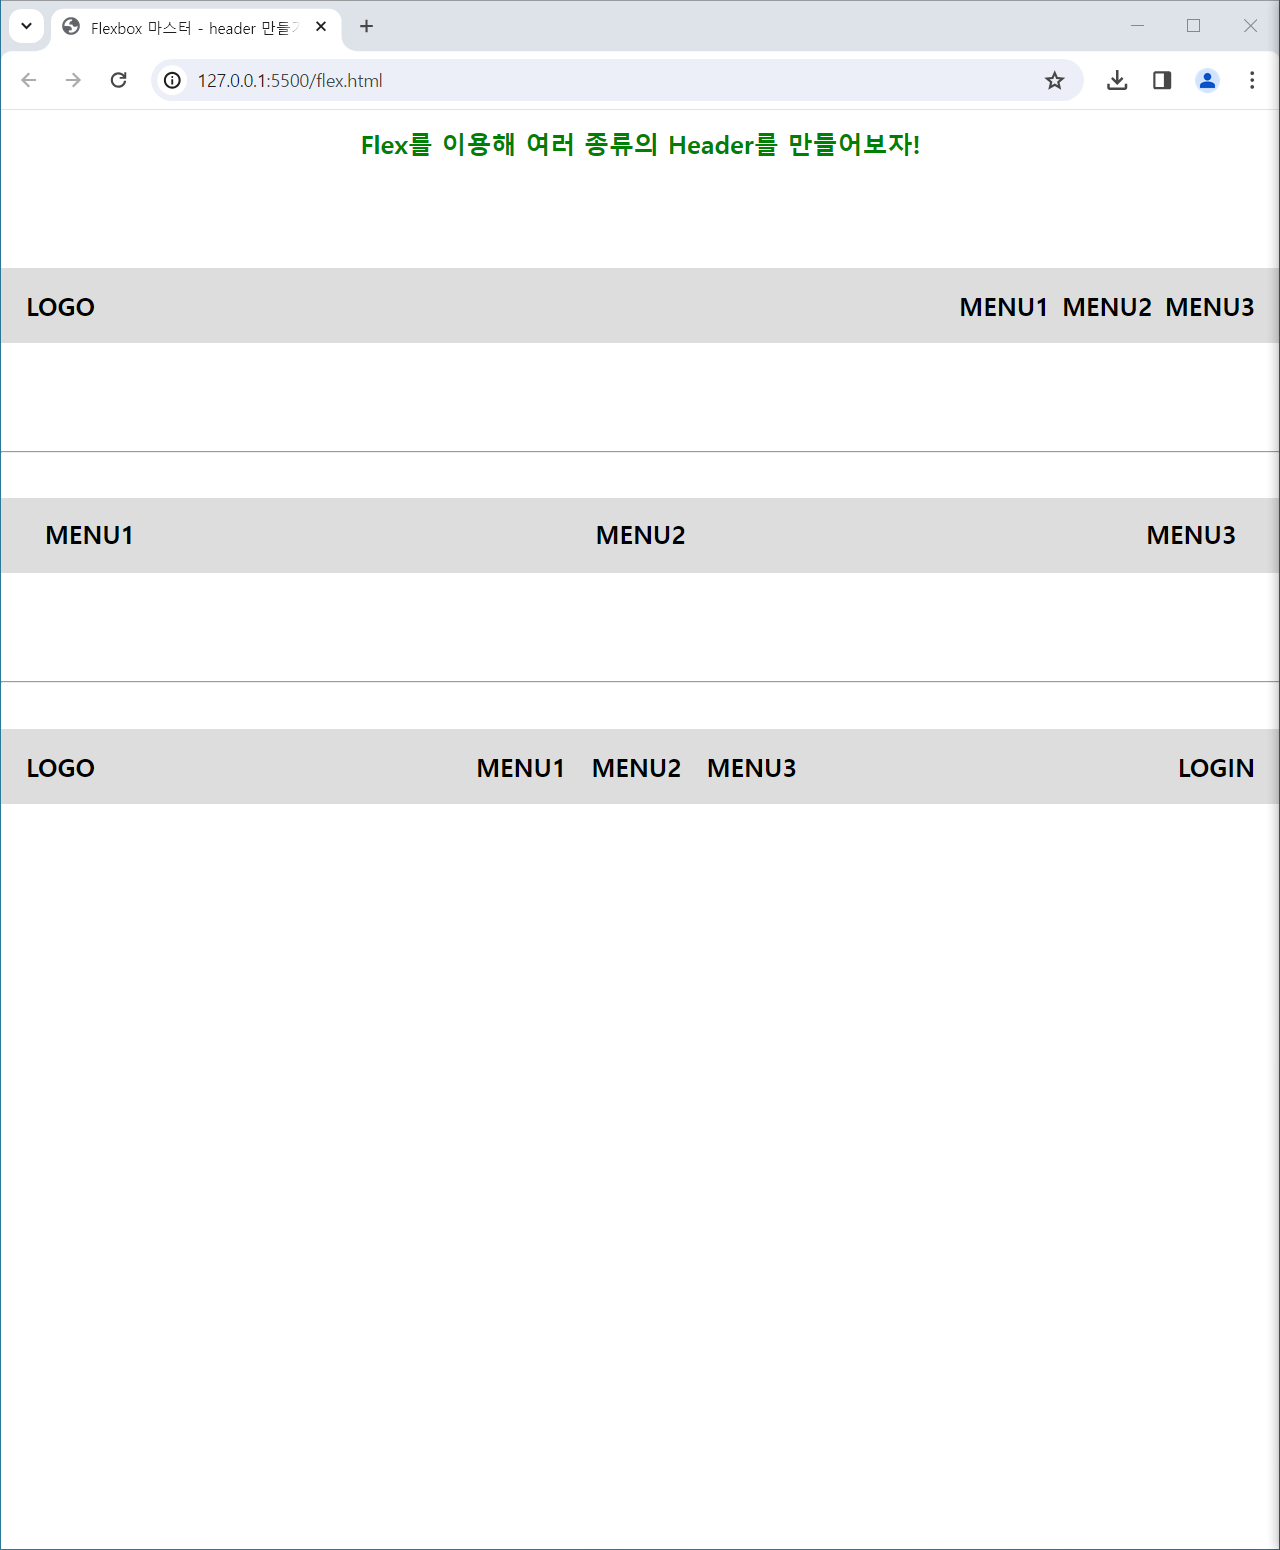 Flexbox 마스터 - header 만들기
127.0.0.1:5500/flex.html
Flex를 이용해 여러 종류의 Header를 만들어보자!
LOGO MENU1 MENU2 MENU3
MENU1 MENU2 MENU3
LOGO MENU1 MENU2 MENU3 LOGIN